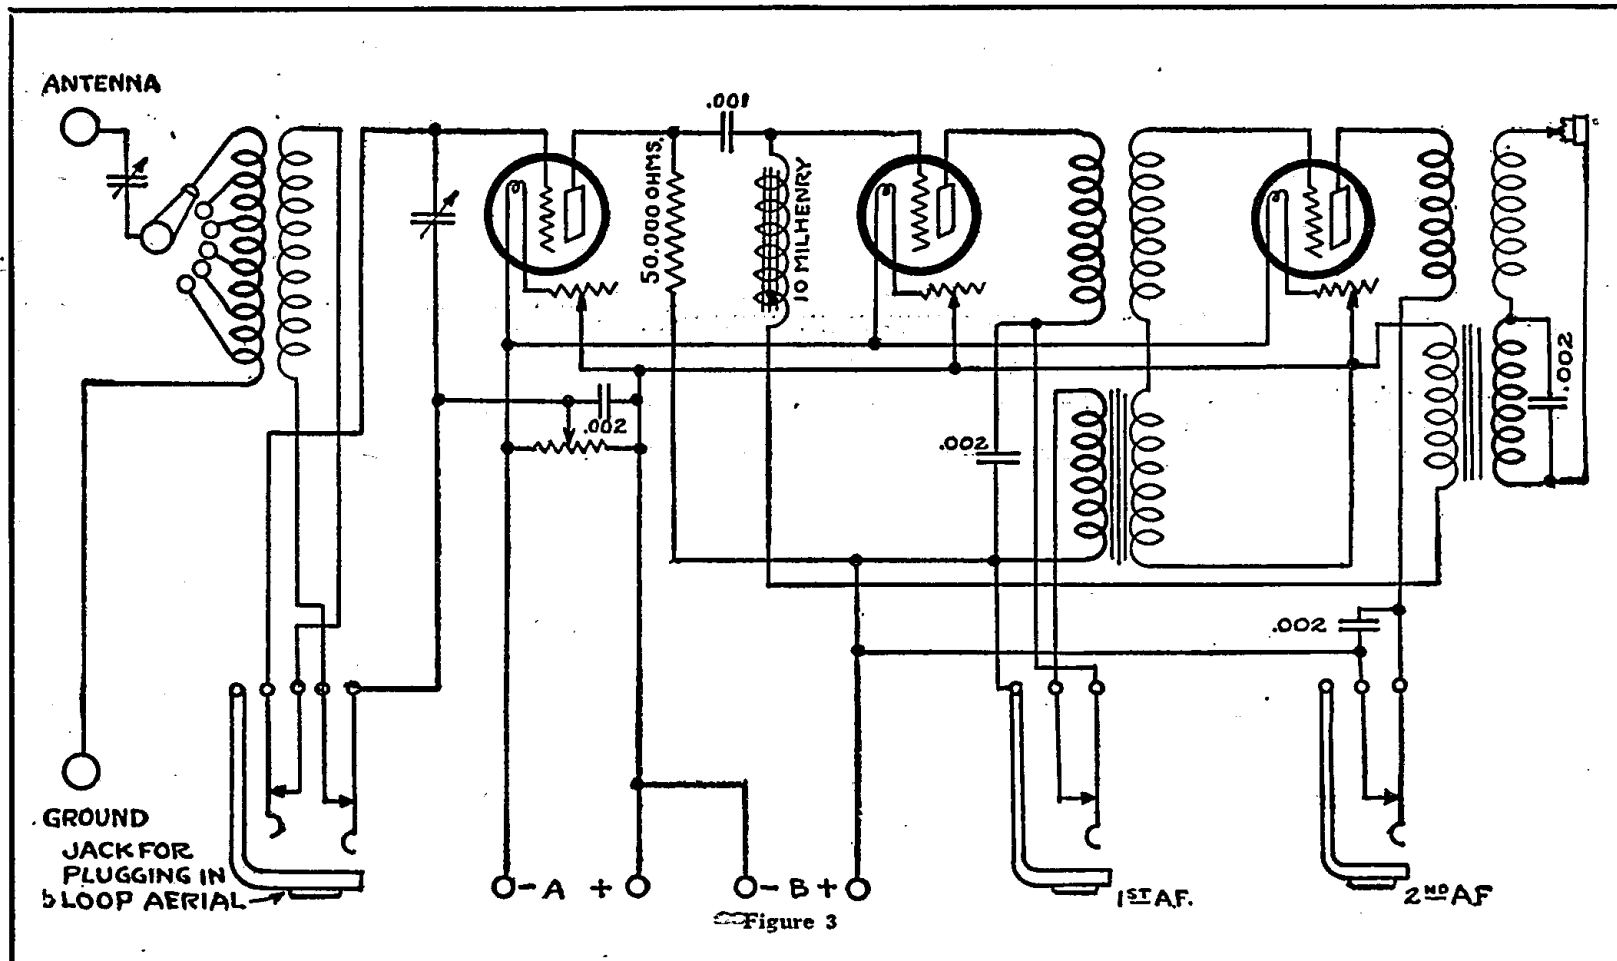 ANTENNA
.001
50.000 OHMS.
10 MILHENRY
.002
.002
.002
.002
GROUND
JACK FOR
PLUGGING IN
LOOP AERIAL
- A +
- B +
1ST A.F.
2ND AF
Figure 3